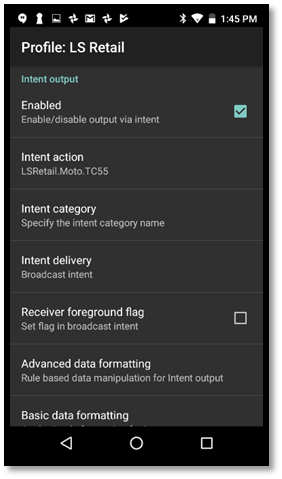 1:45 PM
Profile: LS Retail
Intent output
Enabled
Enable/disable output via intent
Intent action
LSRetail.Moto.TC55
Intent category
Specify the intent category name
Intent delivery
Broadcast intent
Receiver foreground flag
Set flag in broadcast intent
Advanced data formatting
Rule based data manipulation for Intent output
Basic data formatting